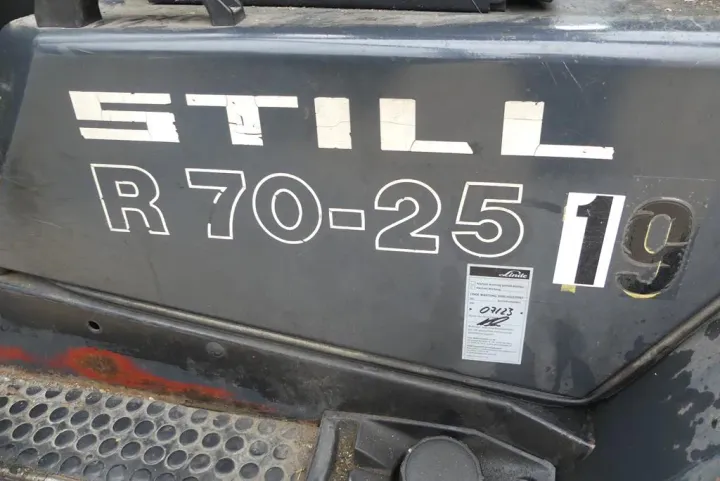 STILL
R 70-25
19
Linde
07/23